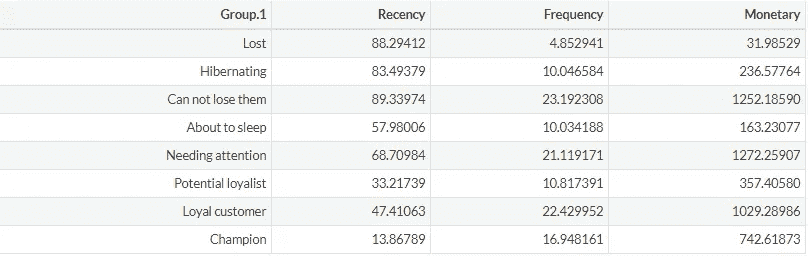 Group.1 Recency Frequency Monetary
Lost 88.29412 4.852941 31.98529
Hibernating 83.49379 10.046584 236.57764
Can not lose them 89.33974 23.192308 1252.18590
About to sleep 57.98006 10.034188 163.23077
Needing attention 68.70984 21.119171 1272.25907
Potential loyalist 33.21739 10.817391 357.40580
Loyal customer 47.41063 22.429952 1029.28986
Champion 13.86789 16.948161 742.61873